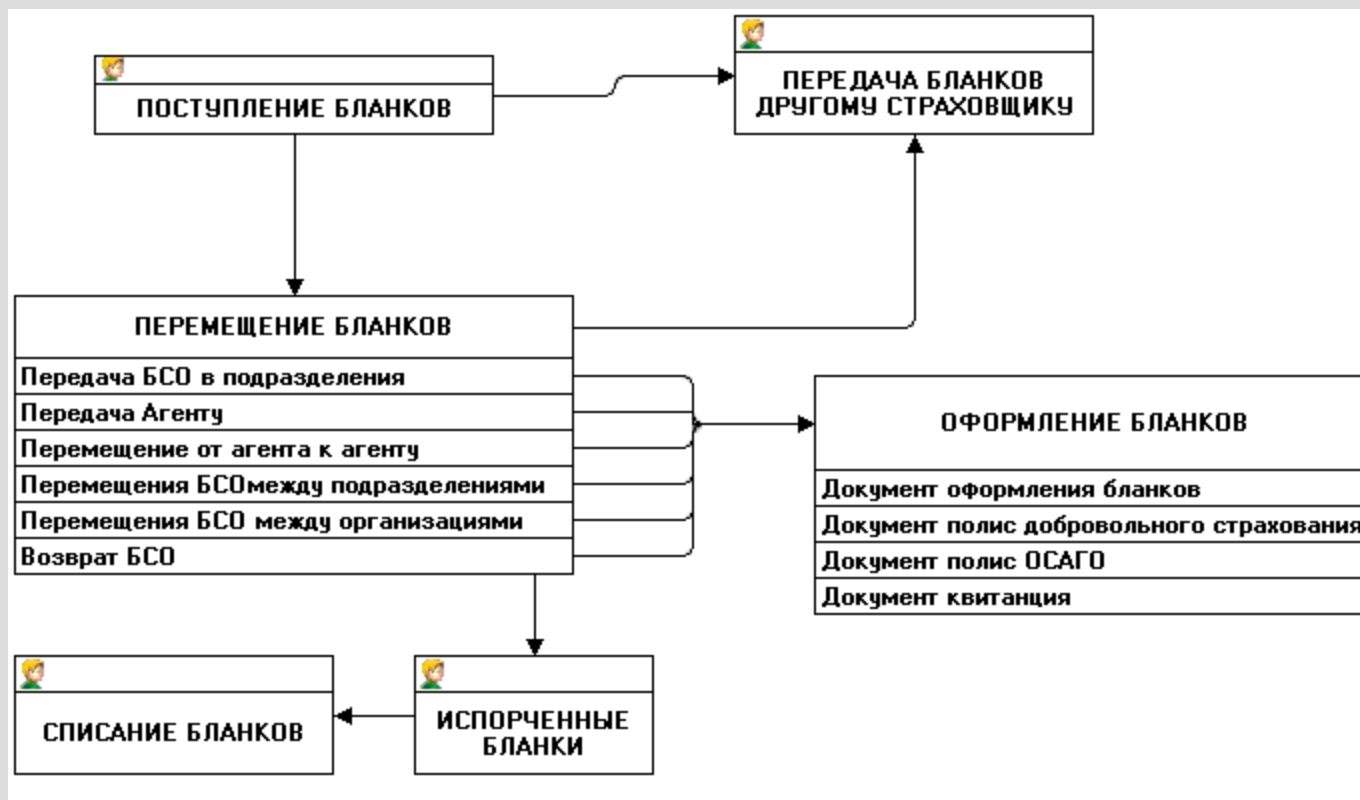 ПОСТУПЛЕНИЕ БЛАНКОВ
ПЕРЕДАЧА БЛАНКОВ
ДРУГОМУ СТРАХОВЩИКУ
ПЕРЕМЕЩЕНИЕ БЛАНКОВ
Передача БСО в подразделения
Передача Агенту
Перемещение от агента к агенту
Перемещения БСОмежду подразделениями
Перемещения БСО между организациями
Возврат БСО
ОФОРМЛЕНИЕ БЛАНКОВ
Документ оформления бланков
Документ полис добровольного страхования
Документ полис ОСАГО
Документ квитанция
СПИСАНИЕ БЛАНКОВ
ИСПОРЧЕННЫЕ
БЛАНКИ